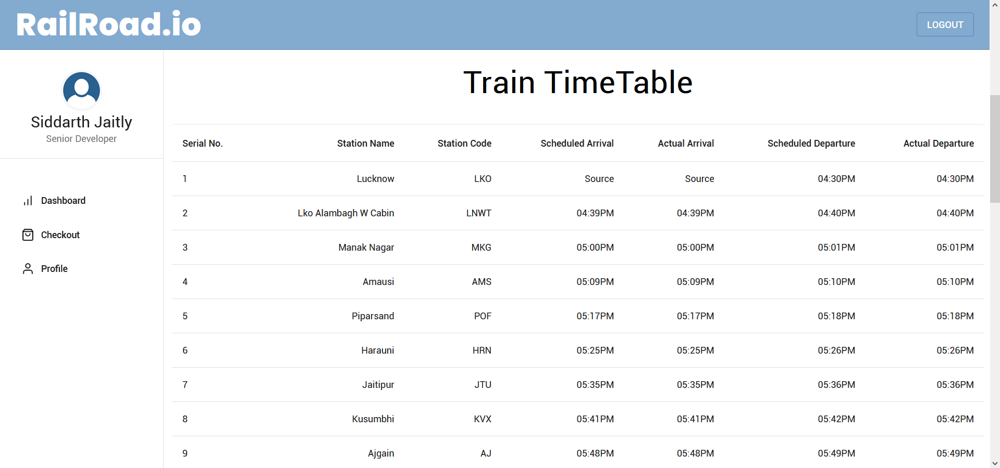 RailRoad.io
LOGOUT
Siddarth Jaitly
Senior Developer
Dashboard
Checkout
Profile
Train TimeTable
Serial No. Station Name Station Code Scheduled Arrival Actual Arrival Scheduled Departure Actual Departure
1 Lucknow LKO Source Source 04:30PM 04:30PM
2 Lko Alambagh W Cabin LNWT 04:39PM 04:39PM 04:40PM 04:40PM
3 Manak Nagar MKG 05:00PM 05:00PM 05:01PM 05:01PM
4 Amausi AMS 05:09PM 05:09PM 05:10PM 05:10PM
5 Piparsand POF 05:17PM 05:17PM 05:18PM 05:18PM
6 Harauni HRN 05:25PM 05:25PM 05:26PM 05:26PM
7 Jaitipur JTU 05:35PM 05:35PM 05:36PM 05:36PM
8 Kusumbhi KVX 05:41PM 05:41PM 05:42PM 05:42PM
9 Ajgain AJ 05:48PM 05:48PM 05:49PM 05:49PM